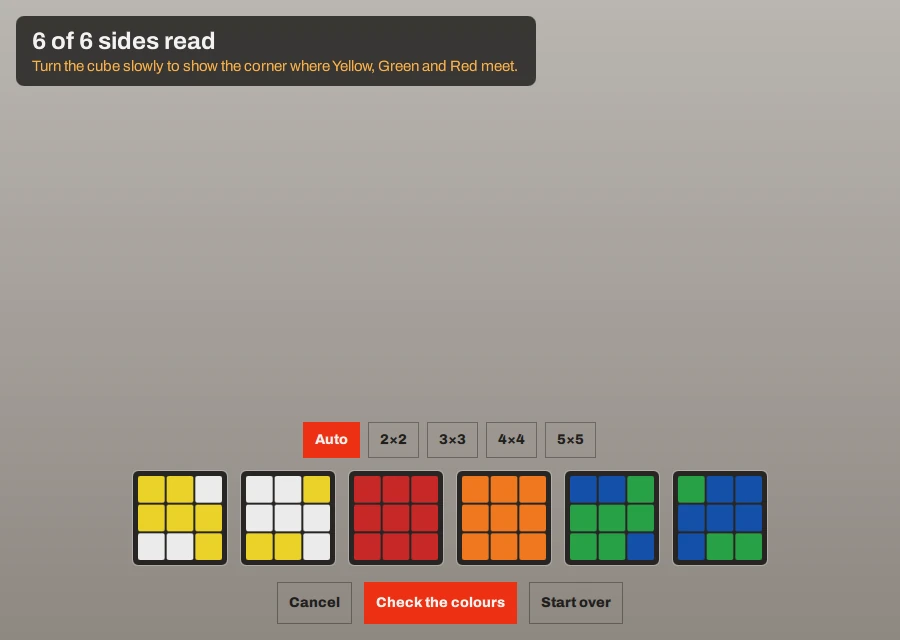 6 of 6 sides read
Turn the cube slowly to show the corner where Yellow, Green and Red meet.
Auto
2×2
3×3
4×4
5×5
Cancel
Check the colours
Start over